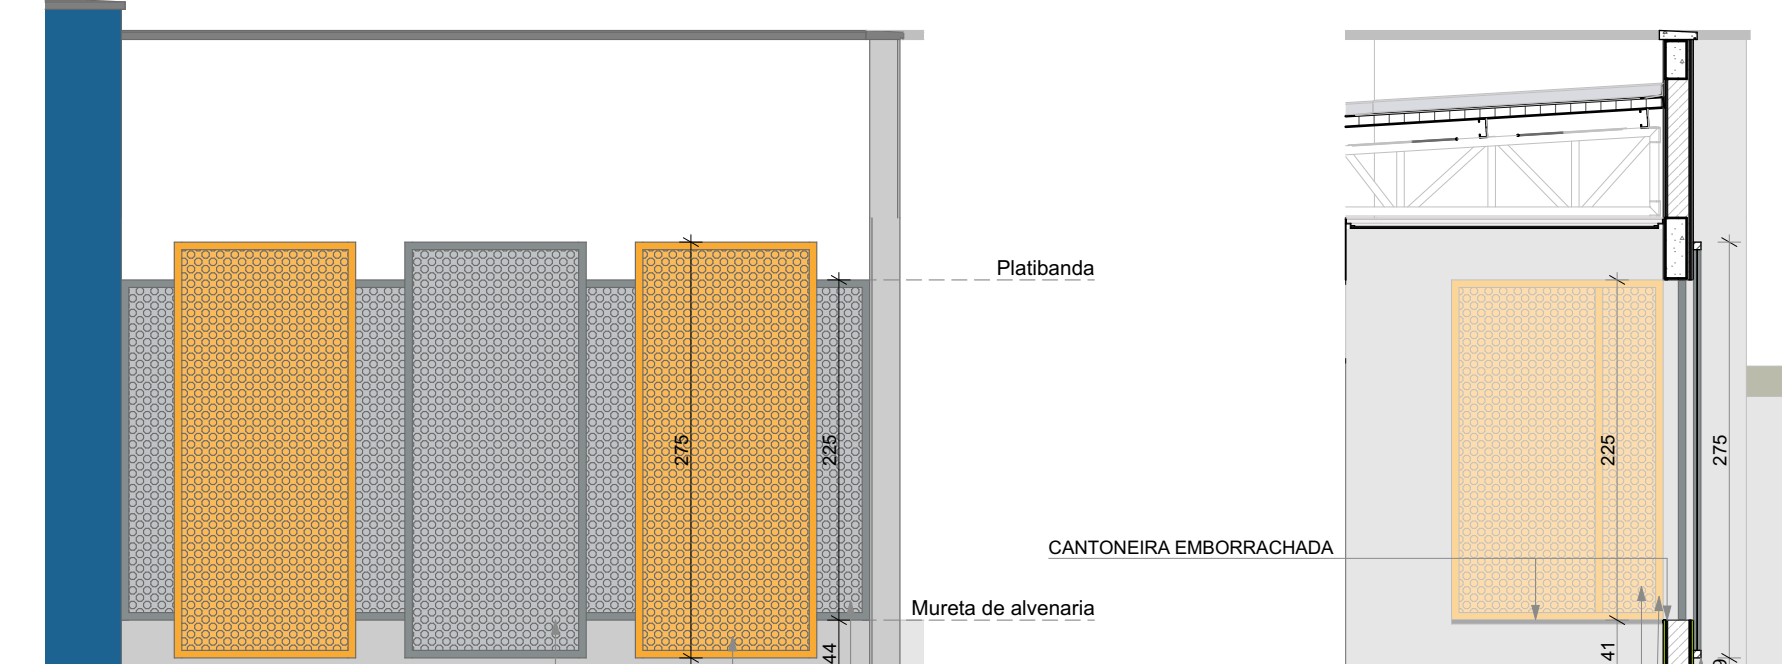 Platibanda
275
225
225
275
CANTONEIRA EMBORRACHADA
Mureta de alvenaria
44
41